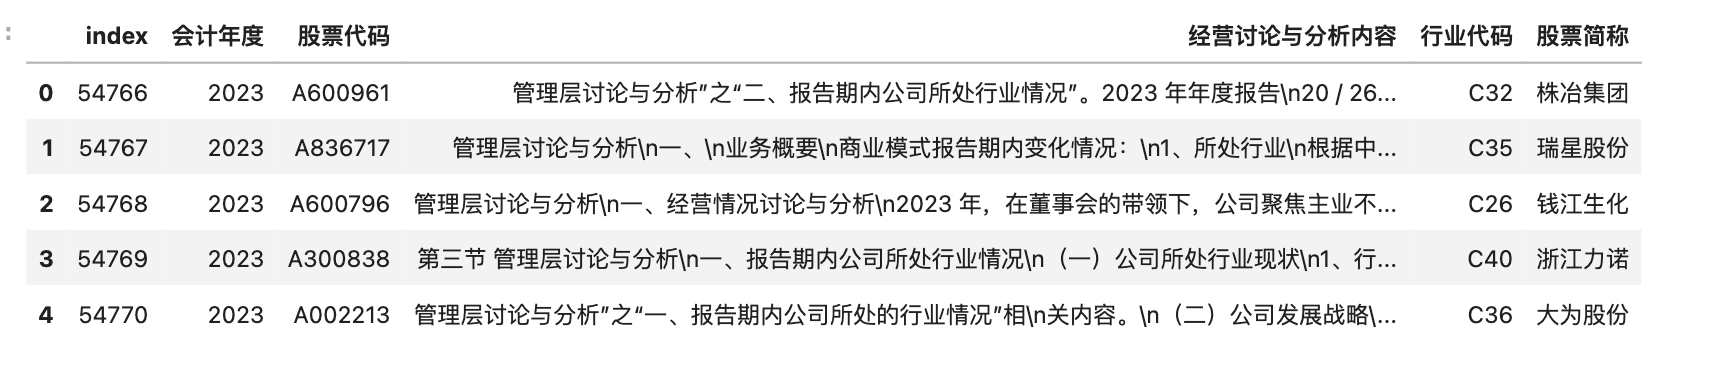 :
index 会计年度 股票代码 经营讨论与分析内容 行业代码 股票简称
0 54766 2023 A600961 管理层讨论与分析”之“二、报告期内公司所处行业情况”。2023 年年度报告\n20 / 26... C32 株冶集团
1 54767 2023 A836717 管理层讨论与分析\n一、\n业务概要\n商业模式报告期内变化情况：\n1、所处行业\n根据中... C35 瑞星股份
2 54768 2023 A600796 管理层讨论与分析\n一、经营情况讨论与分析\n2023 年，在董事会的带领下，公司聚焦主业不... C26 钱江生化
3 54769 2023 A300838 第三节 管理层讨论与分析\n一、报告期内公司所处行业情况\n（一）公司所处行业现状\n1、行... C40 浙江力诺
4 54770 2023 A002213 管理层讨论与分析”之“一、报告期内公司所处的行业情况”相\n关内容。\n（二）公司发展战略\... C36 大为股份